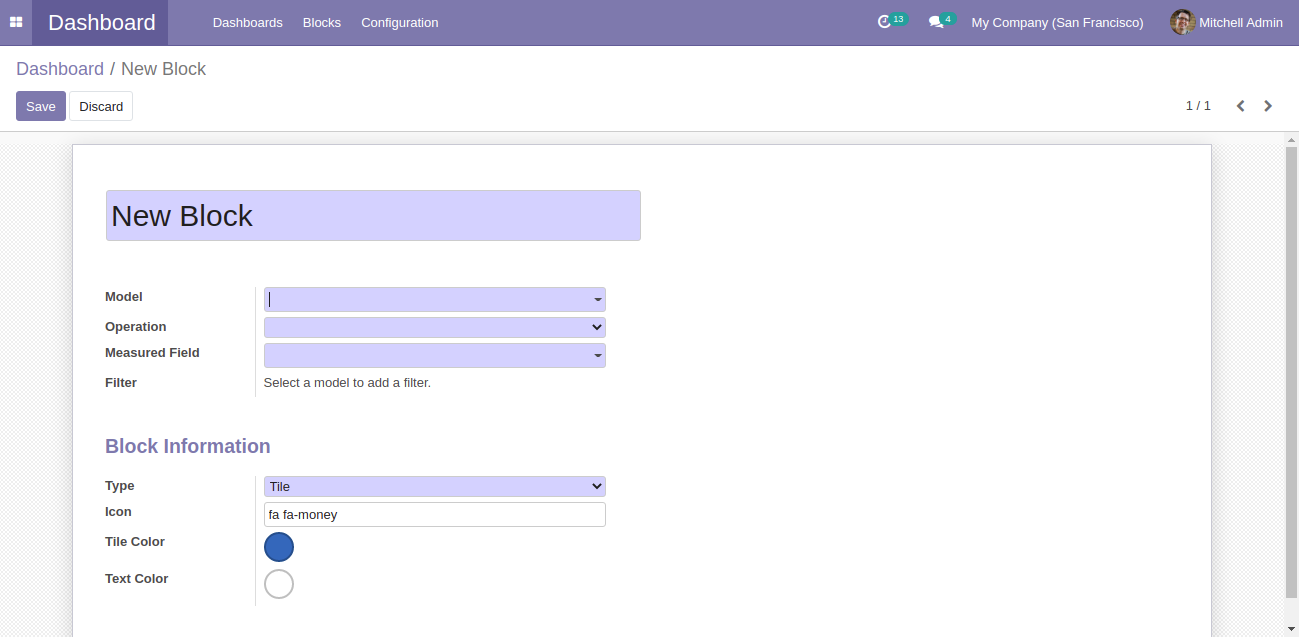 Dashboard Dashboards Blocks Configuration 13 4 My Company (San Francisco) Mitchell Admin
Dashboard / New Block
Save Discard 1 / 1
New Block
Model
Operation
Measured Field
Filter Select a model to add a filter.
Block Information
Type Tile
Icon fa fa-money
Tile Color
Text Color